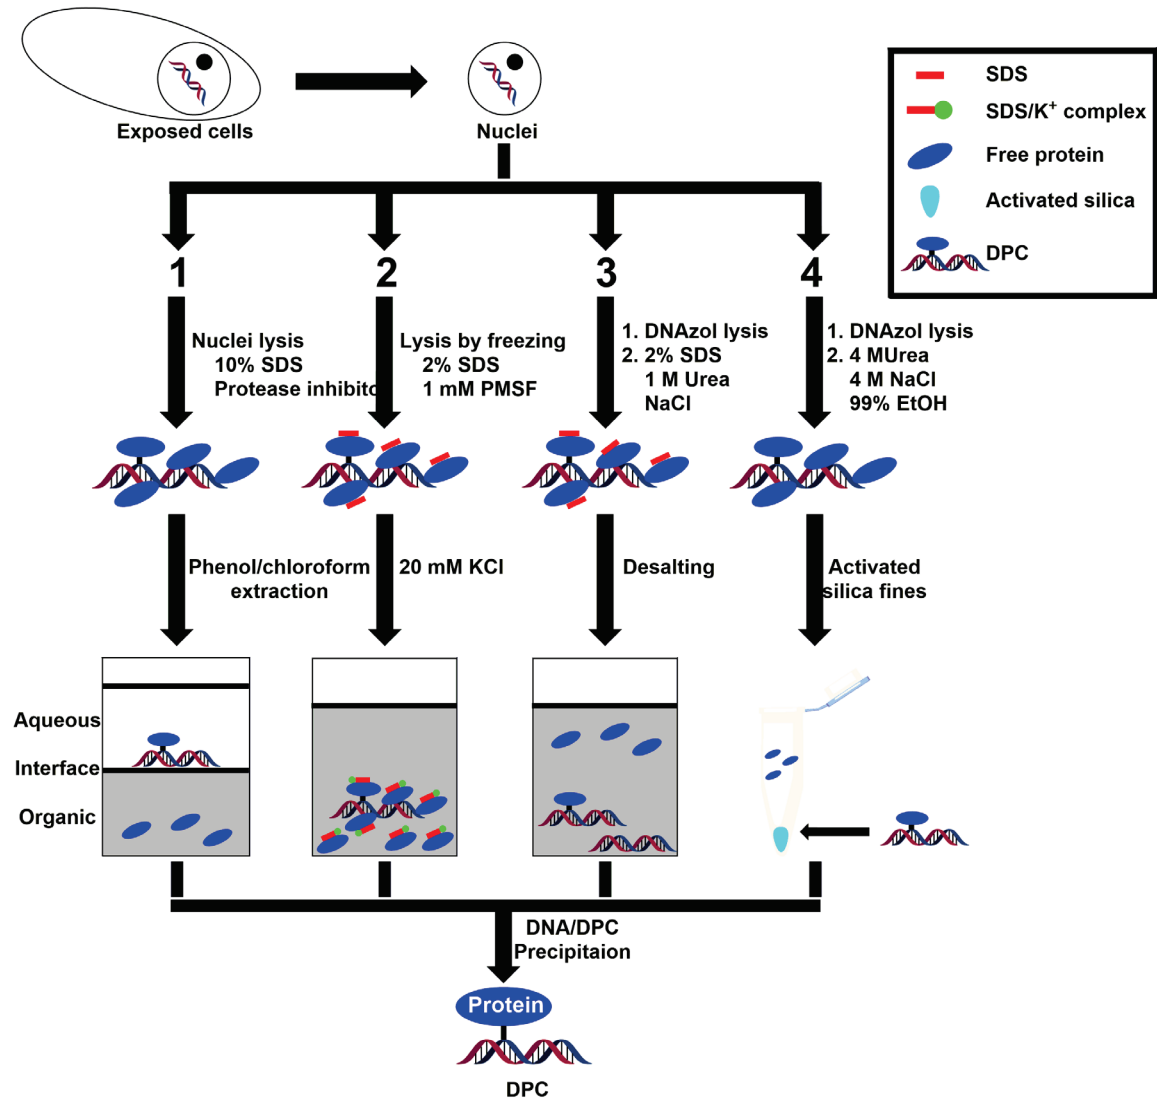 Exposed cells
Nuclei
SDS
SDS/K+ complex
Free protein
Activated silica
DPC
1
2
3
4
Nuclei lysis
10% SDS
Protease inhibito
Lysis by freezing
2% SDS
1 mM PMSF
1. DNAzol lysis
2. 2% SDS
1 M Urea
NaCl
1. DNAzol lysis
2. 4 MUrea
4 M NaCl
99% EtOH
Phenol/chloroform
extraction
20 mM KCl
Desalting
Activated
silica fines
Aqueous
Interface
Organic
DNA/DPC
Precipitaion
Protein
DPC